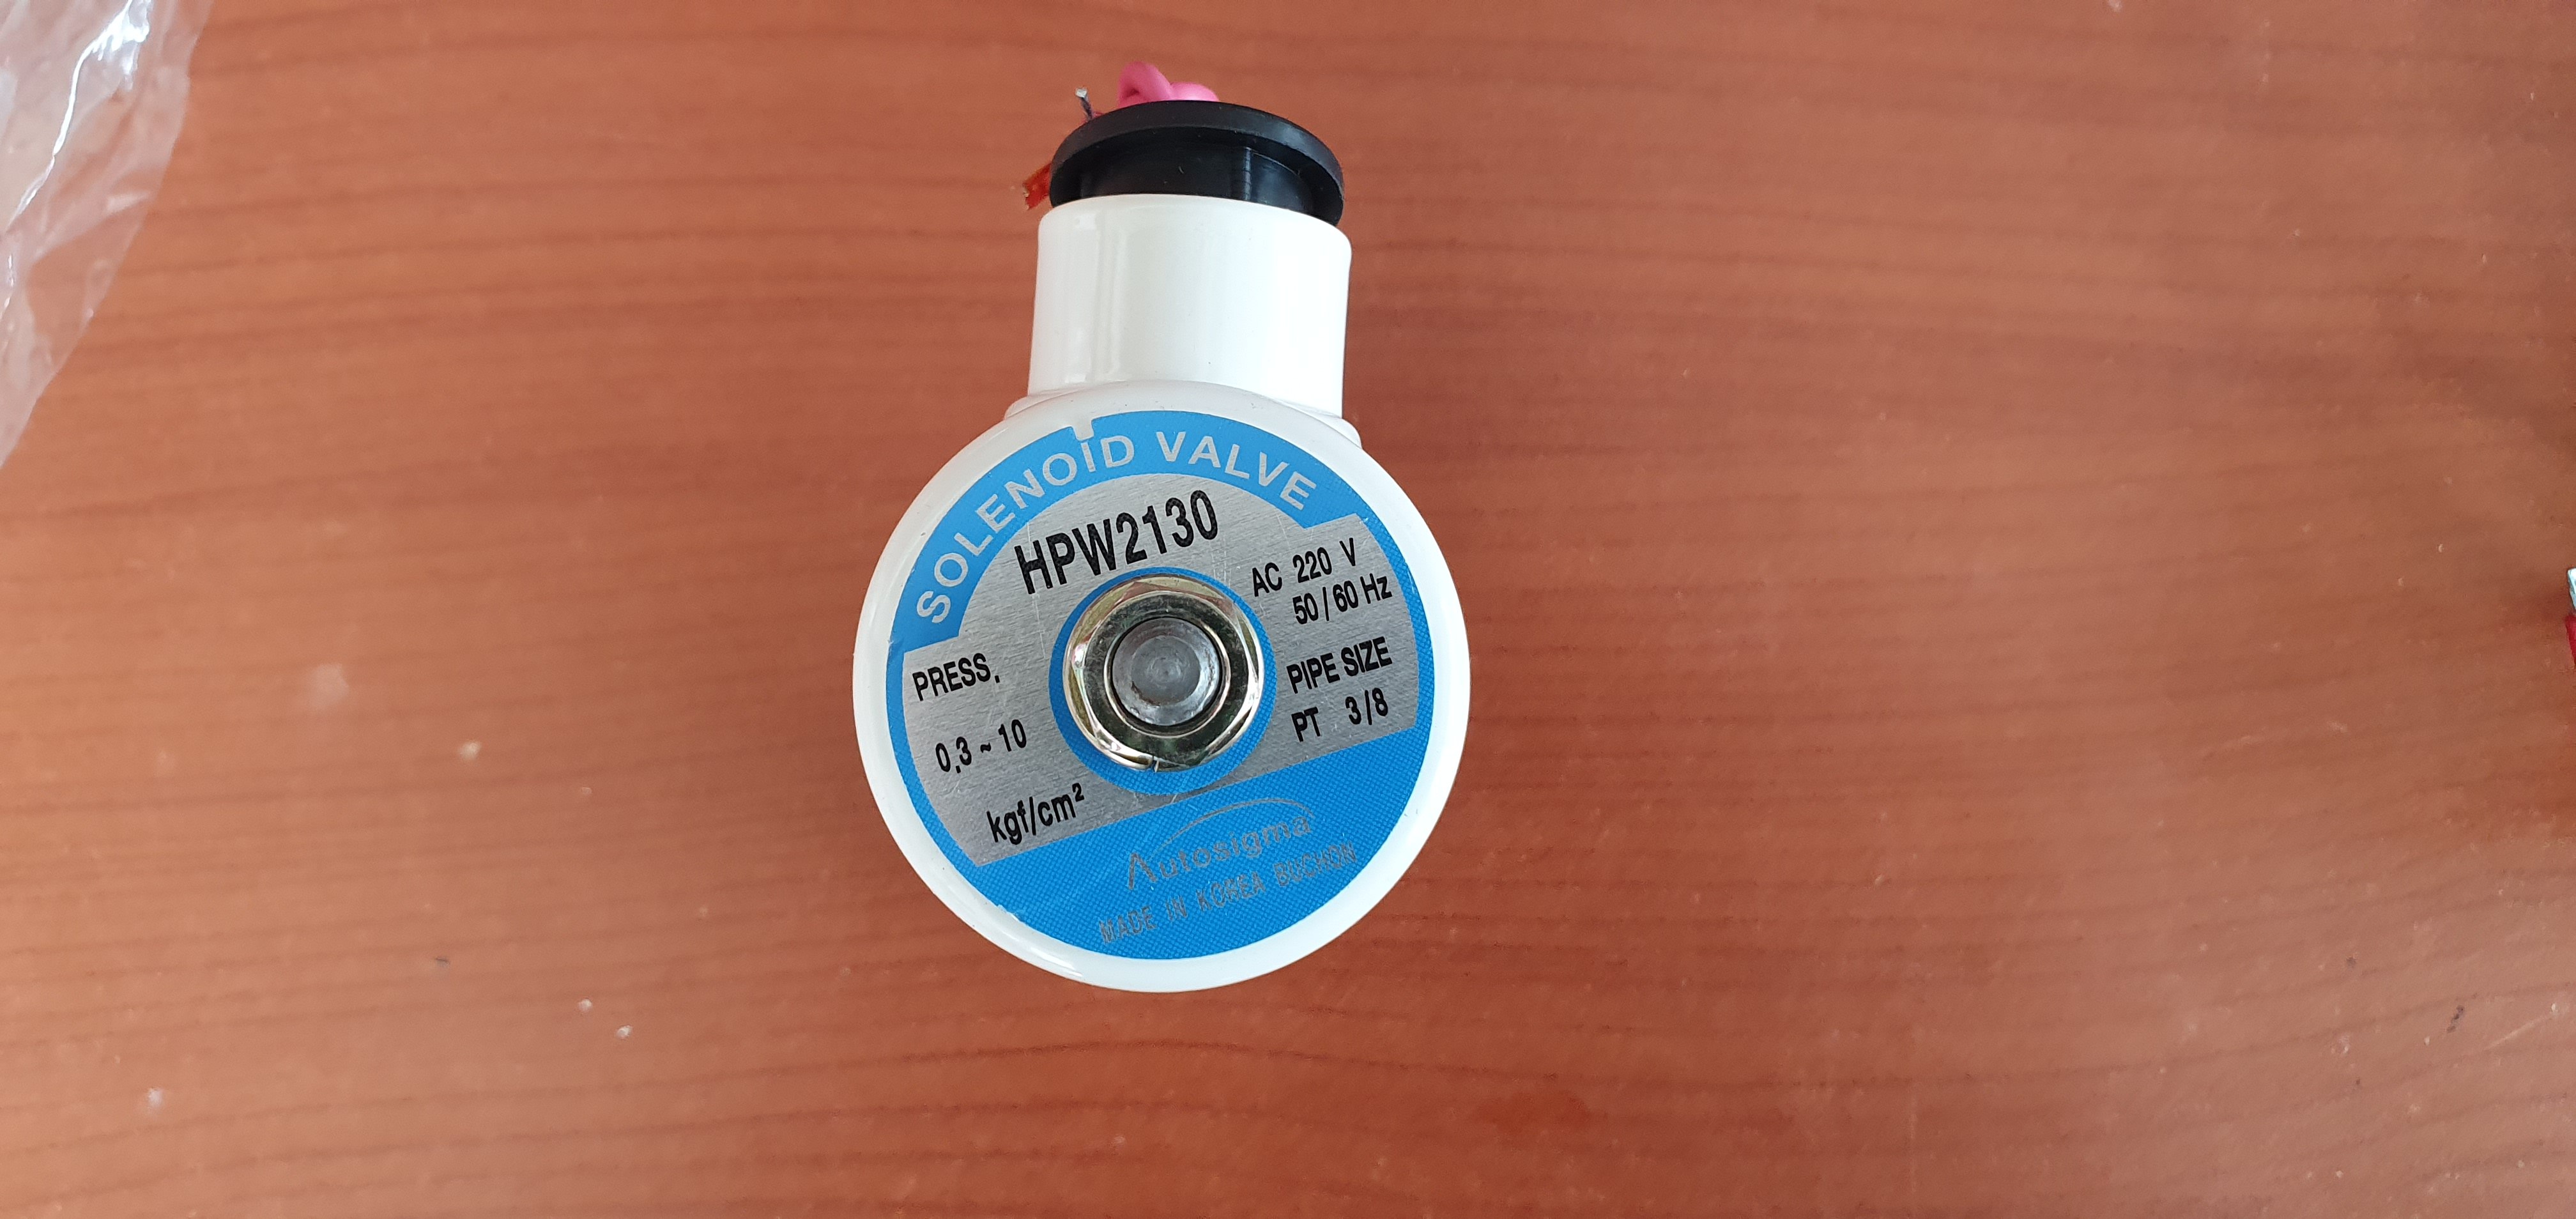 SOLENOID VALVE
HPW2130
AC 220 V
50/60 Hz
PRESS.
0.3 ~ 10
kgf/cm²
PIPE SIZE
PT 3/8
Autosigma
MADE IN KOREA BUCHON